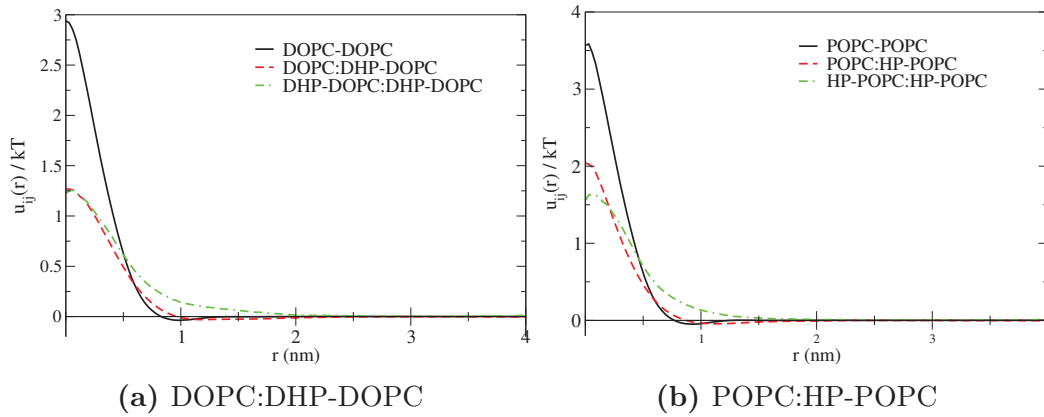 3
2.5
2
1.5
1
0.5
0
u_ij(r) / kT
DOPC-DOPC
DOPC:DHP-DOPC
DHP-DOPC:DHP-DOPC
1
2
3
4
r (nm)
(a) DOPC:DHP-DOPC
4
3
2
1
0
u_ij(r) / kT
POPC-POPC
POPC:HP-POPC
HP-POPC:HP-POPC
1
2
3
r (nm)
(b) POPC:HP-POPC